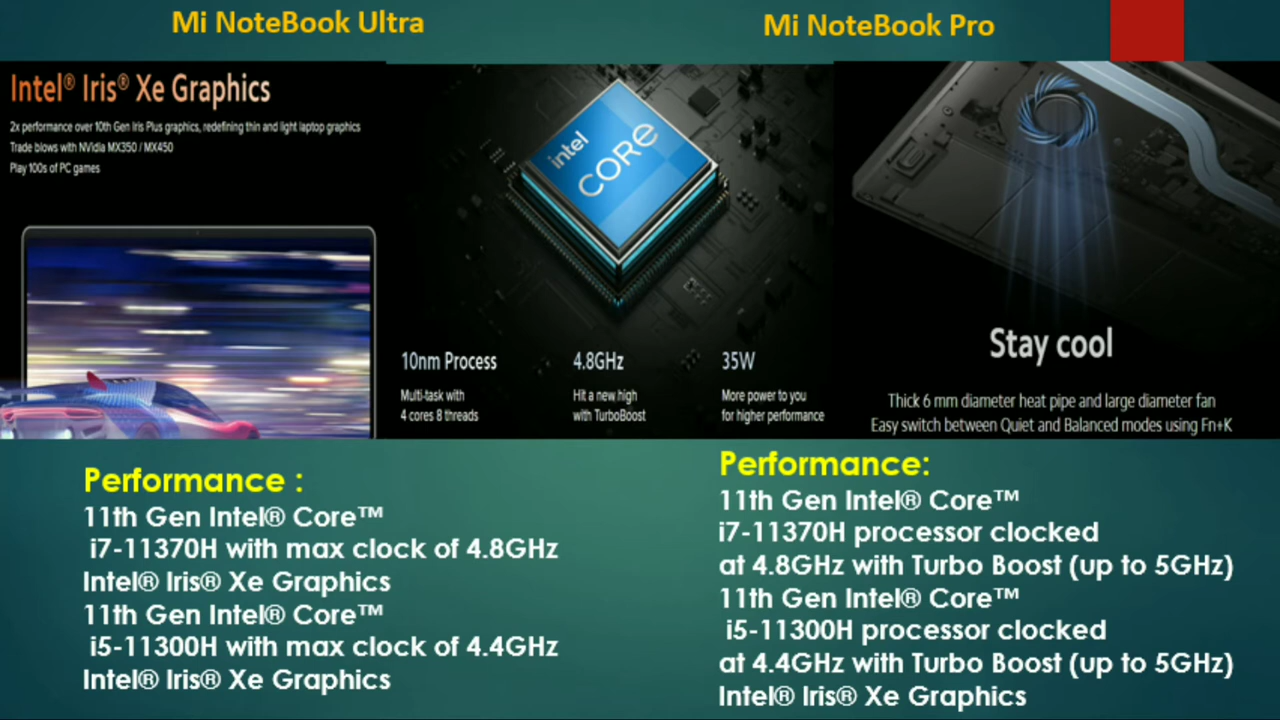 Mi NoteBook Ultra
Mi NoteBook Pro
Intel® Iris® Xe Graphics
2x performance over 10th Gen Iris Plus graphics, redefining thin and light laptop graphics
Trade blows with NVidia MX350 / MX450
Play 100s of PC games
intel
CORE
10nm Process
Multi-task with
4 cores 8 threads
4.8GHz
Hit a new high
with TurboBoost
35W
More power to you
for higher performance
Stay cool
Thick 6 mm diameter heat pipe and large diameter fan
Easy switch between Quiet and Balanced modes using Fn+K
Performance :
11th Gen Intel® Core™
i7-11370H with max clock of 4.8GHz
Intel® Iris® Xe Graphics
11th Gen Intel® Core™
i5-11300H with max clock of 4.4GHz
Intel® Iris® Xe Graphics
Performance:
11th Gen Intel® Core™
i7-11370H processor clocked
at 4.8GHz with Turbo Boost (up to 5GHz)
11th Gen Intel® Core™
i5-11300H processor clocked
at 4.4GHz with Turbo Boost (up to 5GHz)
Intel® Iris® Xe Graphics